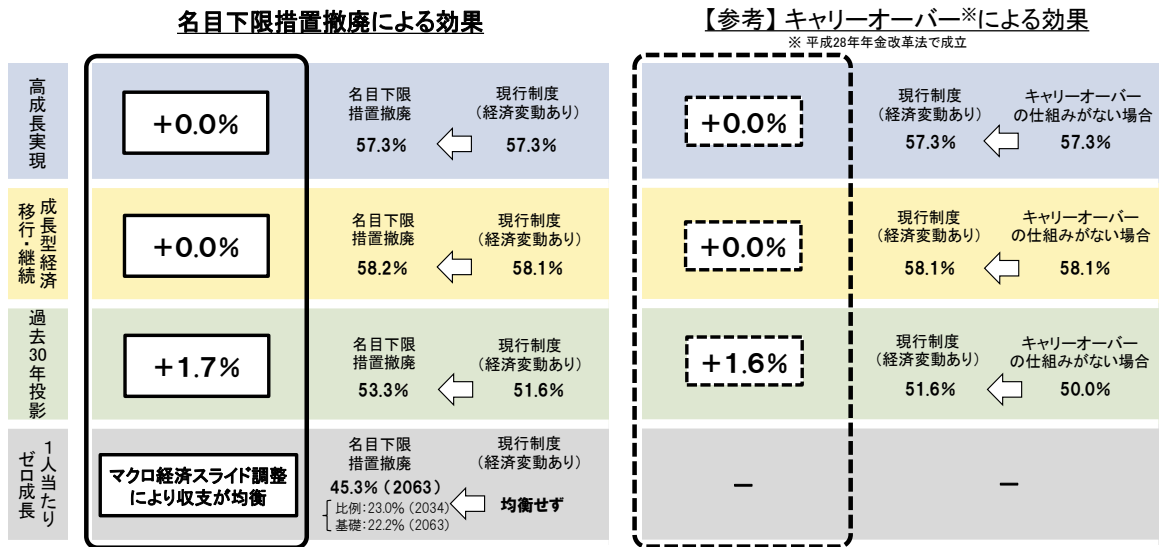 名目下限措置撤廃による効果
【参考】キャリーオーバー※による効果
※ 平成28年年金改革法で成立
高成長実現
+0.0%
名目下限
措置撤廃
57.3%
現行制度
(経済変動あり)
57.3%
+0.0%
現行制度
(経済変動あり)
57.3%
キャリーオーバー
の仕組みがない場合
57.3%
成長型経済
移行・継続
+0.0%
名目下限
措置撤廃
58.2%
現行制度
(経済変動あり)
58.1%
+0.0%
現行制度
(経済変動あり)
58.1%
キャリーオーバー
の仕組みがない場合
58.1%
過去30年投影
+1.7%
名目下限
措置撤廃
53.3%
現行制度
(経済変動あり)
51.6%
+1.6%
現行制度
(経済変動あり)
51.6%
キャリーオーバー
の仕組みがない場合
50.0%
1人当たり
ゼロ成長
マクロ経済スライド調整
により収支が均衡
名目下限
措置撤廃
45.3% (2063)
比例:23.0% (2034)
基礎:22.2% (2063)
現行制度
(経済変動あり)
均衡せず
－
－